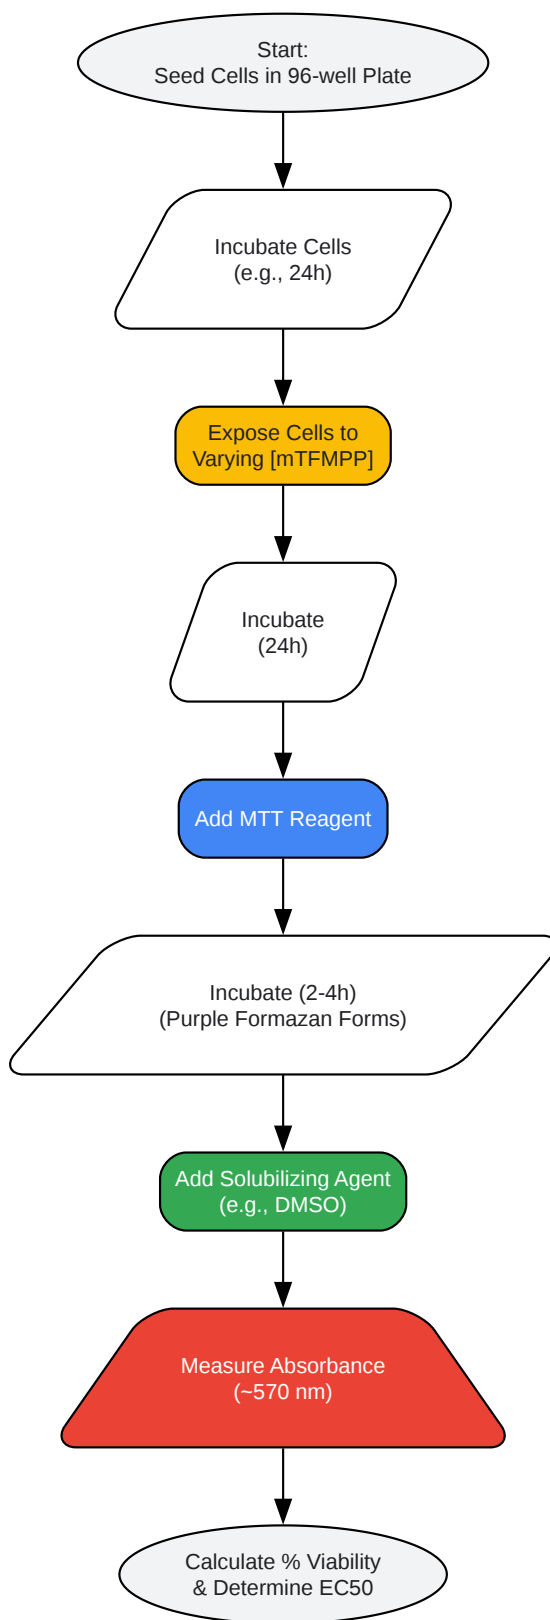 Start:
Seed Cells in 96-well Plate
Incubate Cells
(e.g., 24h)
Expose Cells to
Varying [mTFMPP]
Incubate
(24h)
Add MTT Reagent
Incubate (2-4h)
(Purple Formazan Forms)
Add Solubilizing Agent
(e.g., DMSO)
Measure Absorbance
(~570 nm)
Calculate % Viability
& Determine EC50